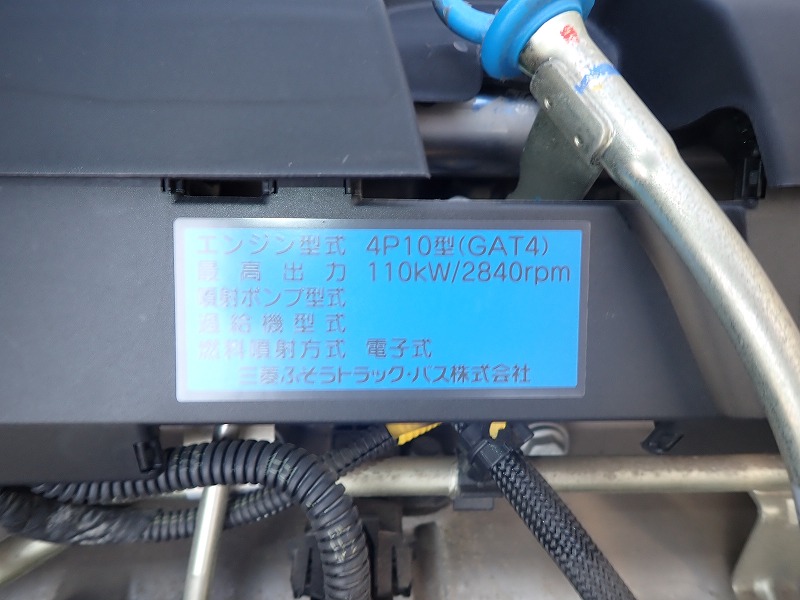 エンジン型式 4P10型(GAT4)
最高出力 110kW/2840rpm
噴射ポンプ型式
過給機型式
燃料噴射方式 電子式
三菱ふそうトラック・バス株式会社